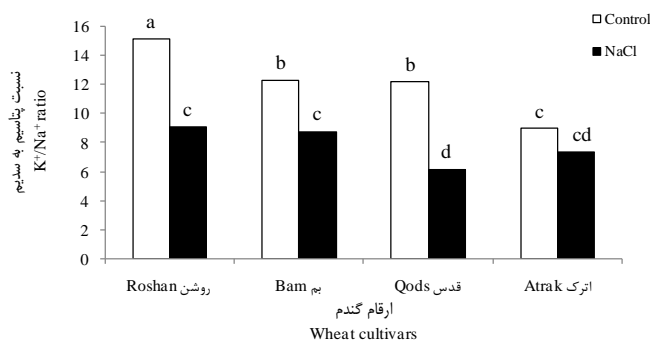 نسبت پتاسیم به سدیم
K⁺/Na⁺ ratio
16
14
12
10
8
6
4
2
0
a
c
b
c
b
d
c
cd
Control
NaCl
Roshan روشن
Bam بم
Qods قدس
Atrak اترک
ارقام گندم
Wheat cultivars